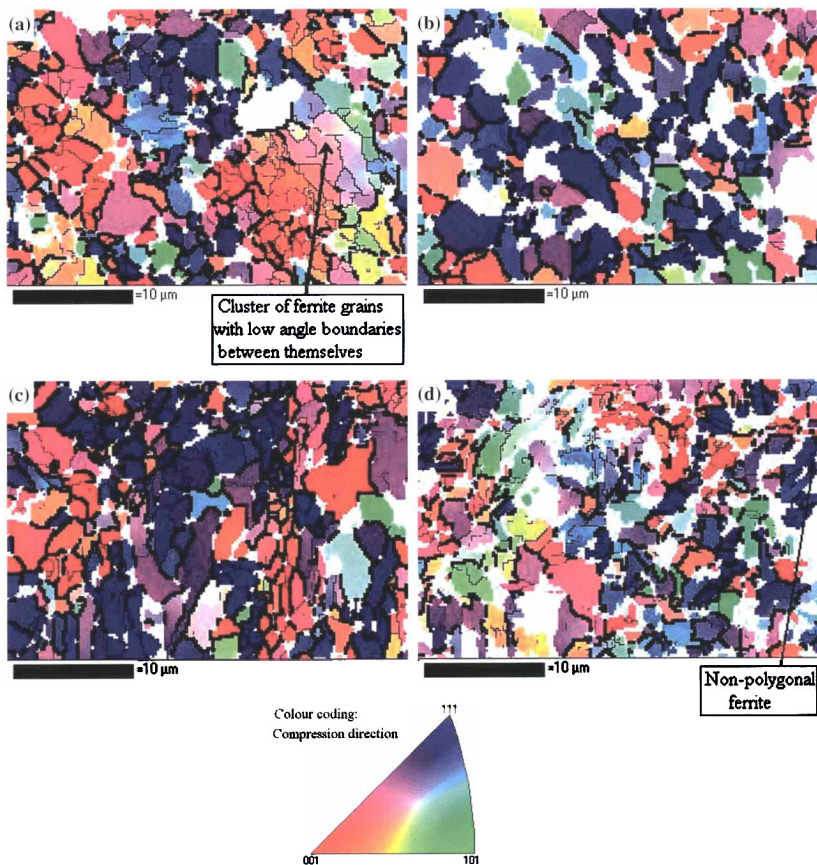 (a)
(b)
=10 µm
=10 µm
Cluster of ferrite grains
with low angle boundaries
between themselves
(c)
(d)
=10 µm
=10 µm
Non-polygonal
ferrite
Colour coding:
Compression direction
111
001
101